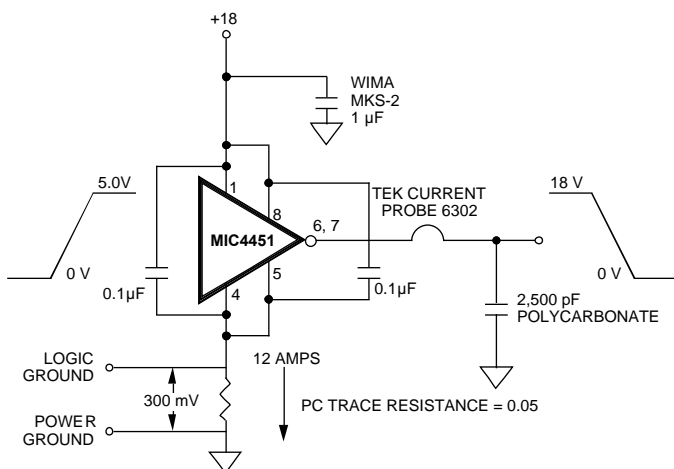 +18
WIMA
MKS-2
1 µF
5.0V
0 V
1
8
6, 7
MIC4451
5
4
0.1µF
0.1µF
TEK CURRENT
PROBE 6302
18 V
0 V
2,500 pF
POLYCARBONATE
LOGIC
GROUND
12 AMPS
300 mV
PC TRACE RESISTANCE = 0.05
POWER
GROUND